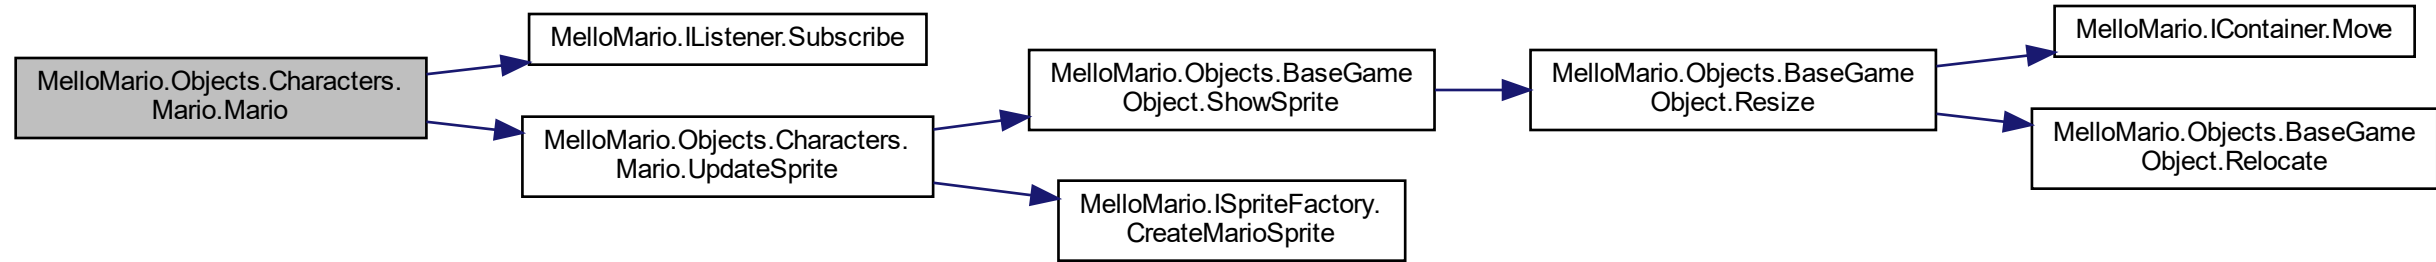 MelloMario.Objects.Characters.
Mario.Mario
MelloMario.IListener.Subscribe
MelloMario.Objects.Characters.
Mario.UpdateSprite
MelloMario.Objects.BaseGame
Object.ShowSprite
MelloMario.ISpriteFactory.
CreateMarioSprite
MelloMario.Objects.BaseGame
Object.Resize
MelloMario.IContainer.Move
MelloMario.Objects.BaseGame
Object.Relocate